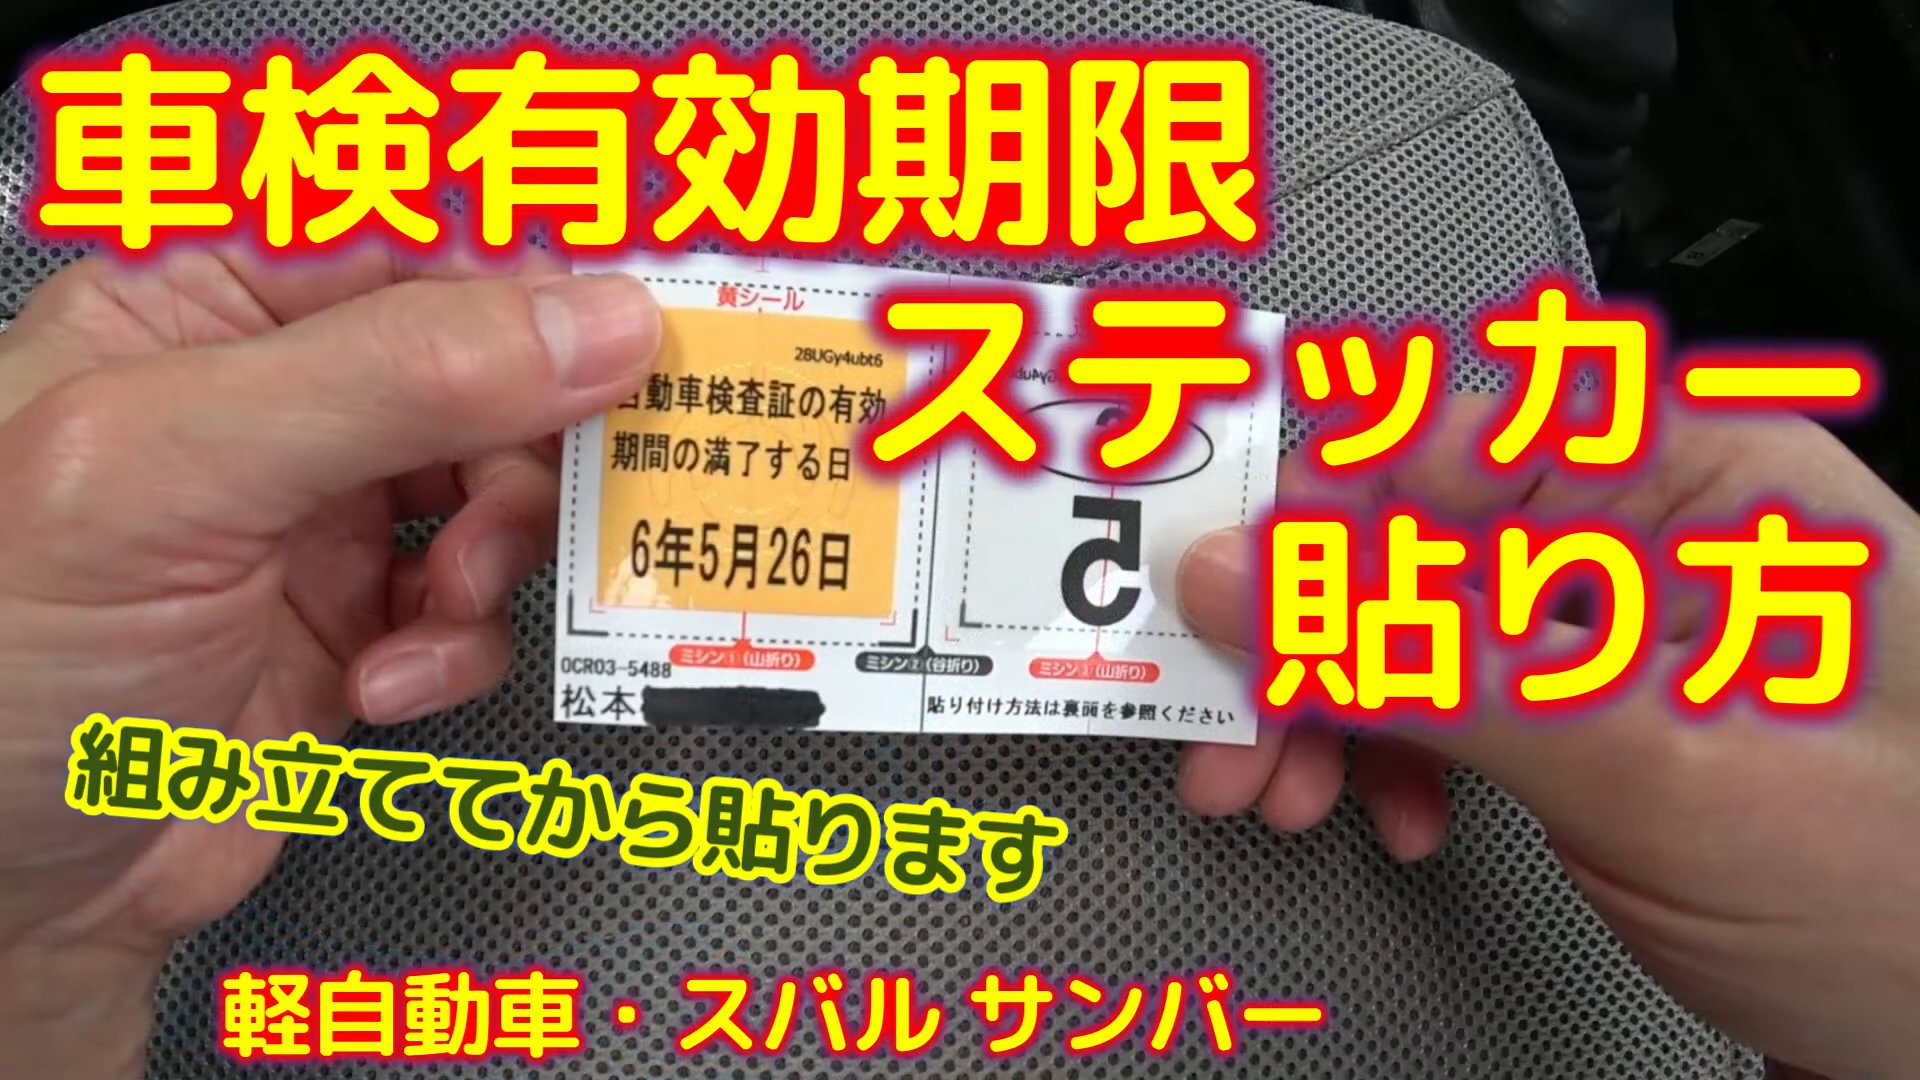 車検有効期限
ステッカー
貼り方
黄シール
28UGy4ubt6
自動車検査証の有効
期間の満了する日
6年5月26日
5
ミシン①(山折り)
ミシン②(谷折り)
ミシン③(山折り)
OCR03-5488
松本
貼り付け方法は裏面を参照ください
組み立ててから貼ります
軽自動車・スバル サンバー